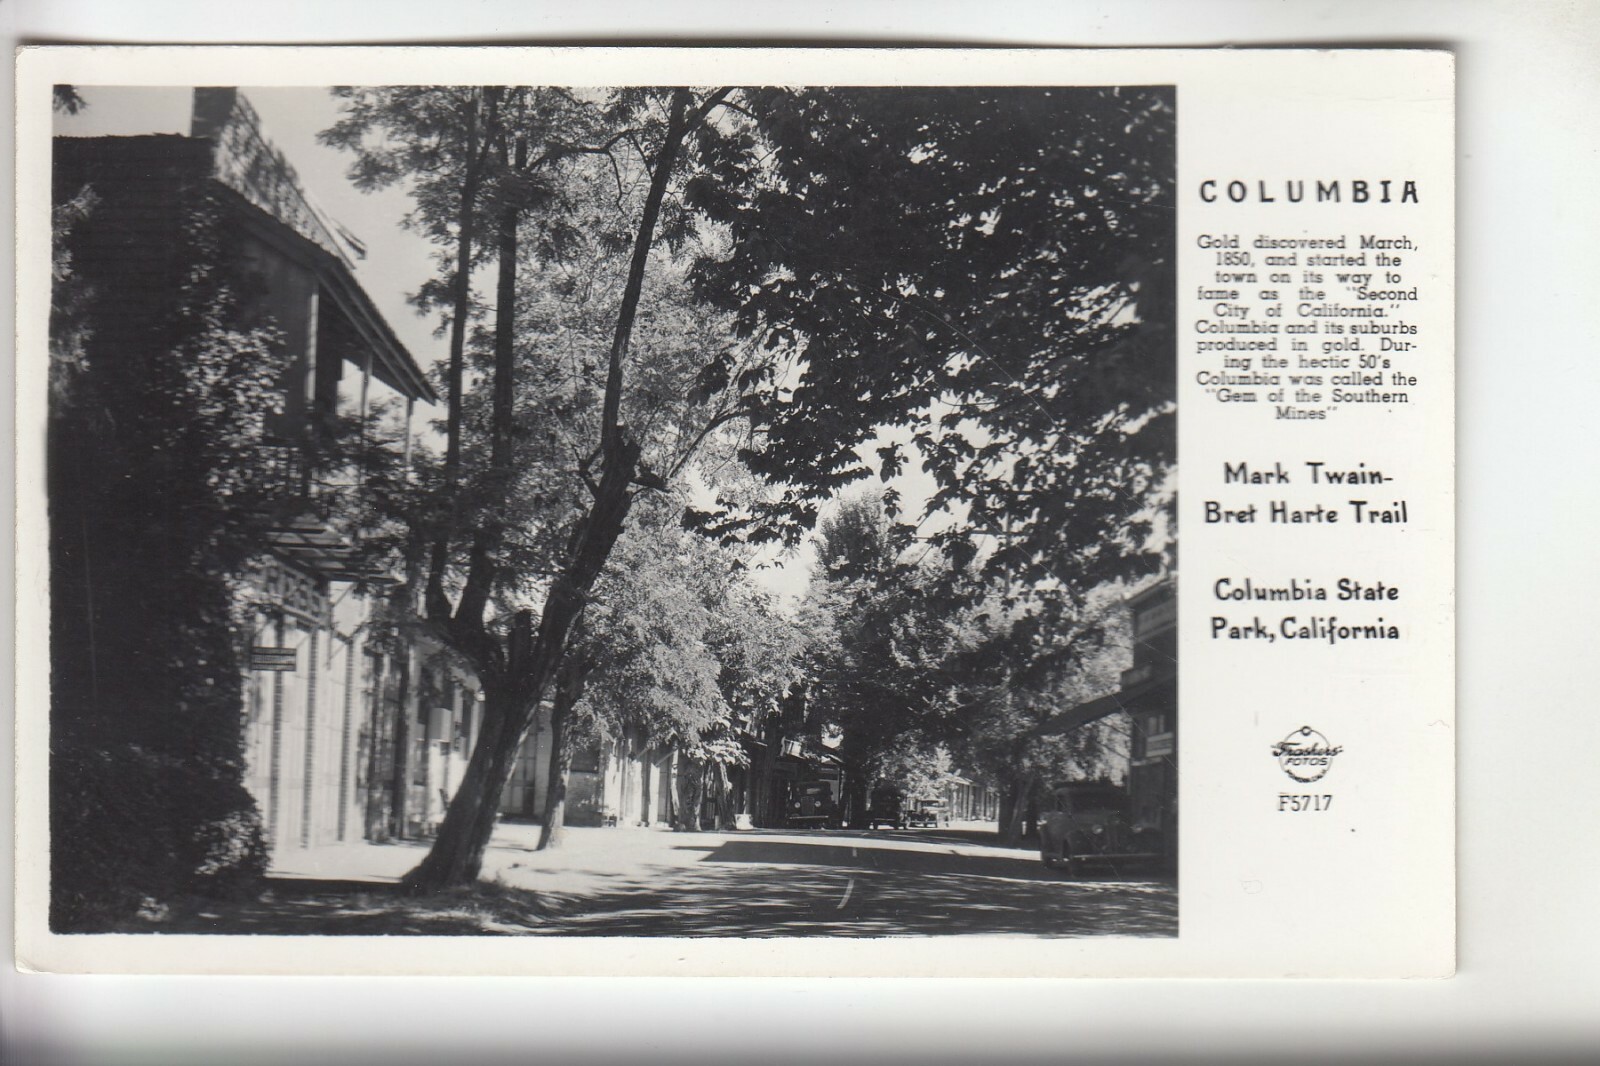 COLUMBIA
Gold discovered March,
1850, and started the
town on its way to
fame as the "Second
City of California."
Columbia and its suburbs
produced in gold. Dur-
ing the hectic 50's
Columbia was called the
"Gem of the Southern
Mines"
Mark Twain-
Bret Harte Trail
Columbia State
Park, California
Frashers
FOTOS
F5717